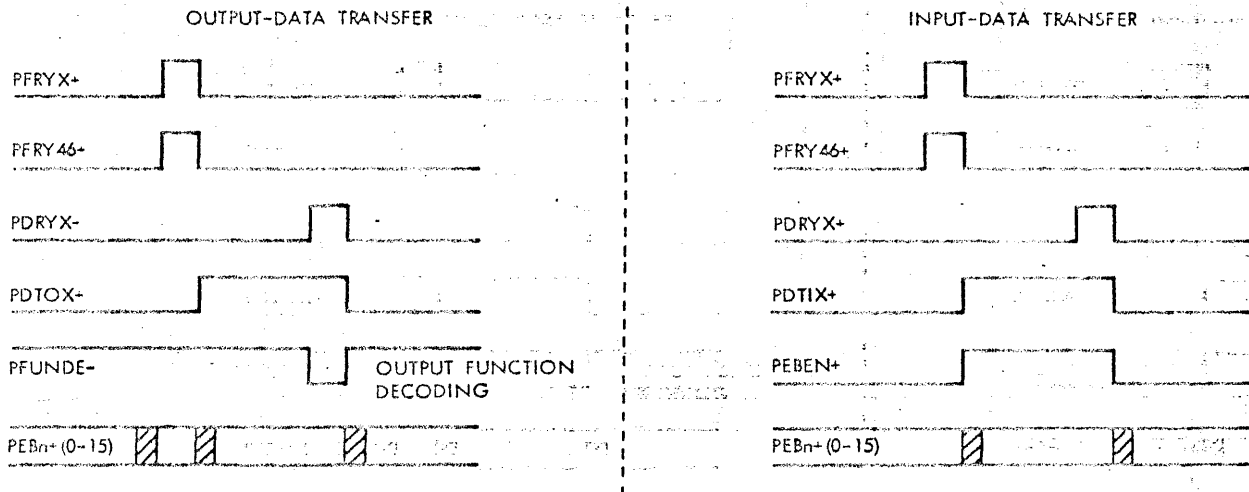 OUTPUT-DATA TRANSFER
PFRYX+
PFRY46+
PDRYX-
PDTOX+
PFUNDE-
OUTPUT FUNCTION
DECODING
PEBn+(0-15)
INPUT-DATA TRANSFER
PFRYX+
PFRY46+
PDRYX+
PDTIX+
PEBEN+
PEBn+(0-15)